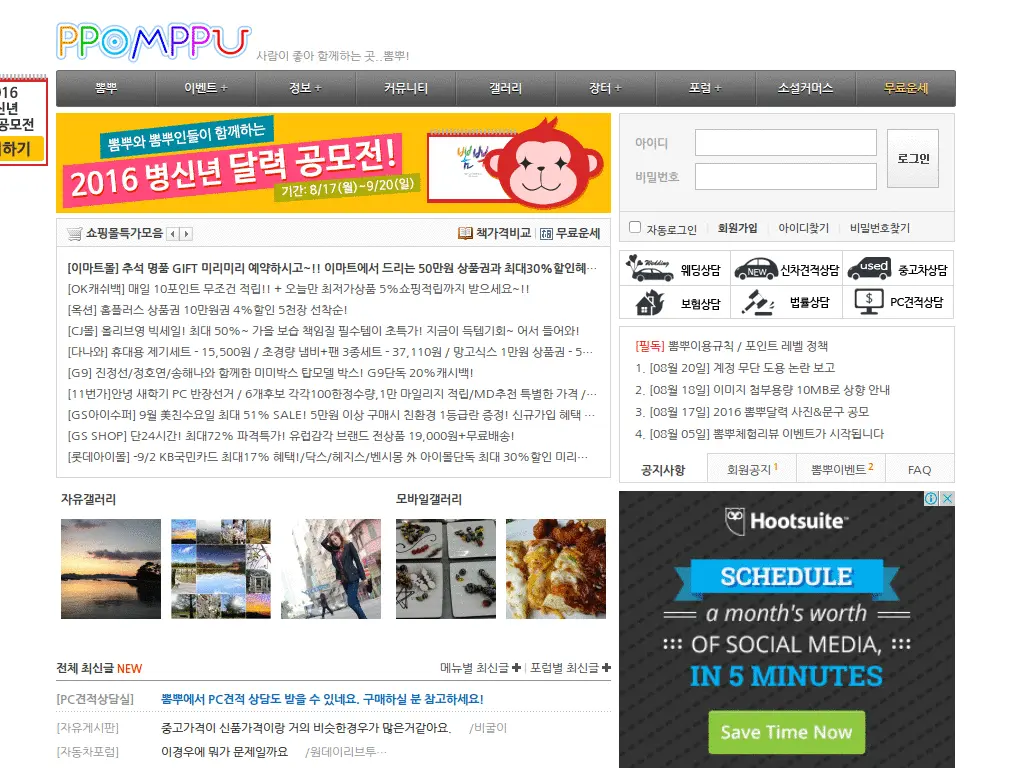 PPOMPPU 사람이 좋아 함께하는 곳..뽐뿌!
뽐뿌 이벤트 + 정보 + 커뮤니티 갤러리 장터 + 포럼 + 소셜커머스 무료운세
공모전
뽐뿌와 뽐뿌인들이 함께하는
2016 병신년 달력 공모전!
기간: 8/17(월)~9/20(일)
뽐뿌
아이디
비밀번호
로그인
자동로그인 회원가입 아이디찾기 비밀번호찾기
쇼핑몰특가모음 책가격비교 무료운세
[이마트몰] 추석 명품 GIFT 미리미리 예약하시고~!! 이마트에서 드리는 50만원 상품권과 최대30%할인혜…
[OK캐쉬백] 매일 10포인트 무조건 적립!! + 오늘만 최저가상품 5%쇼핑적립까지 받으세요~!!
[옥션] 홈플러스 상품권 10만원권 4%할인 5천장 선착순!
[CJ몰] 올리브영 빅세일! 최대 50%~ 가을 보습 책임질 필수템이 초특가! 지금이 득템기회~ 어서 들어와!
[다나와] 휴대용 제기세트 - 15,500원 / 초경량 냄비+팬 3종세트 - 37,110원 / 망고식스 1만원 상품권 - 5…
[G9] 진정선/정호연/송해나와 함께한 미미박스 탑모델 박스! G9단독 20%캐시백!
[11번가]안녕 새학기 PC 반장선거 / 6개후보 각각100한정수량,1만 마일리지 적립/MD추천 특별한 가격 /…
[GS아이수퍼] 9월 美친수요일 최대 51% SALE! 5만원 이상 구매시 친환경 1등급란 증정! 신규가입 혜택 …
[GS SHOP] 단24시간! 최대72% 파격특가! 유럽감각 브랜드 전상품 19,000원+무료배송!
[롯데아이몰] -9/2 KB국민카드 최대17% 혜택!/닥스/헤지스/벤시몽 外 아이몰단독 최대 30%할인 미리…
Wedding 웨딩상담 NEW 신차견적상담 used 중고차상담
보험상담 법률상담 $ PC견적상담
[필독] 뽐뿌이용규칙 / 포인트 레벨 정책
1. [08월 20일] 계정 무단 도용 논란 보고
2. [08월 18일] 이미지 첨부용량 10MB로 상향 안내
3. [08월 17일] 2016 뽐뿌달력 사진&문구 공모
4. [08월 05일] 뽐뿌체험리뷰 이벤트가 시작됩니다
공지사항 회원공지 1 뽐뿌이벤트 2 FAQ
자유갤러리 모바일갤러리
Hootsuite
SCHEDULE
a month's worth
OF SOCIAL MEDIA,
IN 5 MINUTES
Save Time Now
전체 최신글 NEW 메뉴별 최신글 + 포럼별 최신글 +
[PC견적상담실] 뽐뿌에서 PC견적 상담도 받을 수 있네요. 구매하실 분 참고하세요!
[자유게시판] 중고가격이 신품가격이랑 거의 비슷한경우가 많은거같아요. /비굴이
[자동차포럼] 이경우에 뭐가 문제일까요 /원데이리브투…